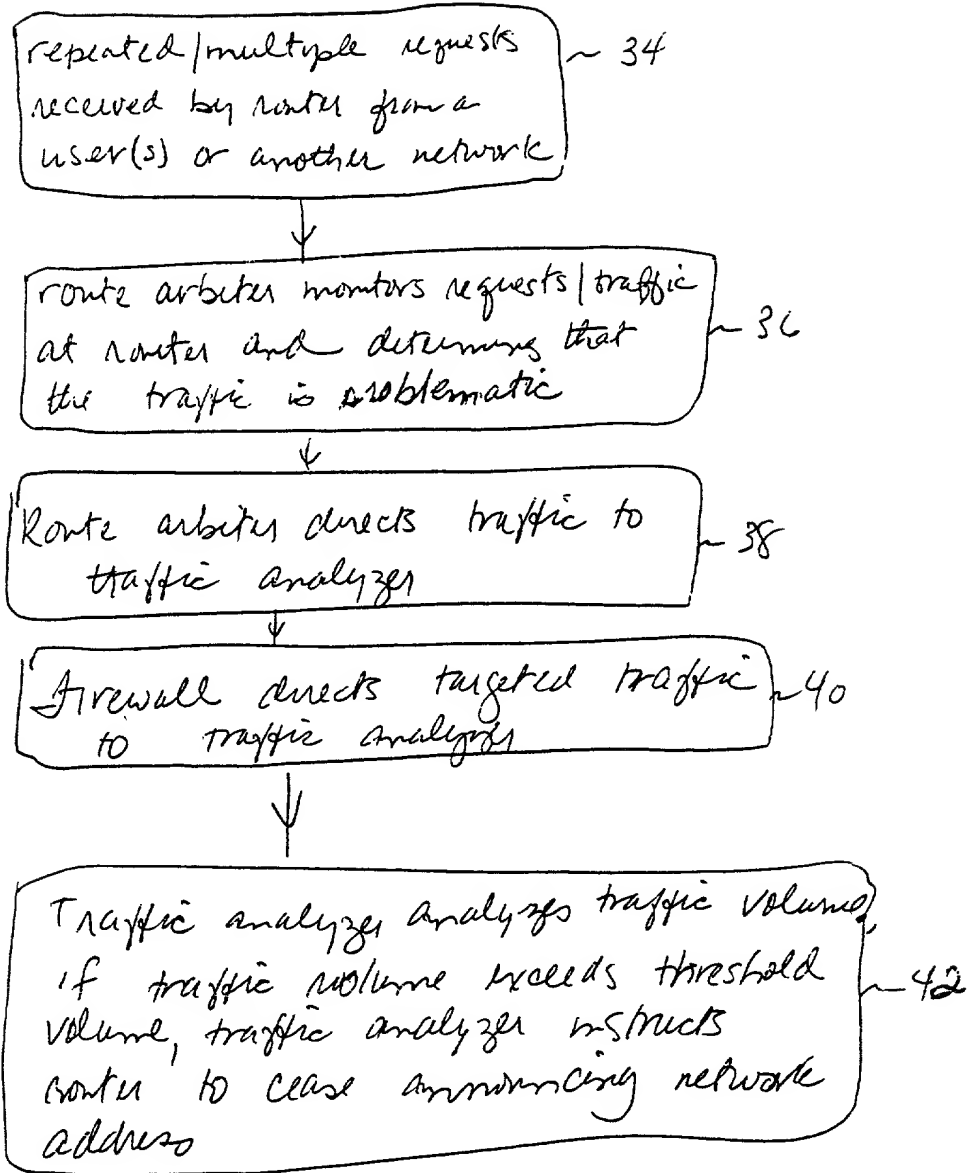 repeated/multiple requests ~ 34
received by router from a
user(s) or another network
route arbiter monitors requests/traffic
at router and determines that ~ 36
the traffic is problematic
Route arbiter directs traffic to ~ 38
traffic analyzer
Firewall directs targeted traffic ~40
to traffic analyzer
Traffic analyzer analyzes traffic volume,
if traffic volume exceeds threshold ~42
volume, traffic analyzer instructs
router to cease announcing network
address